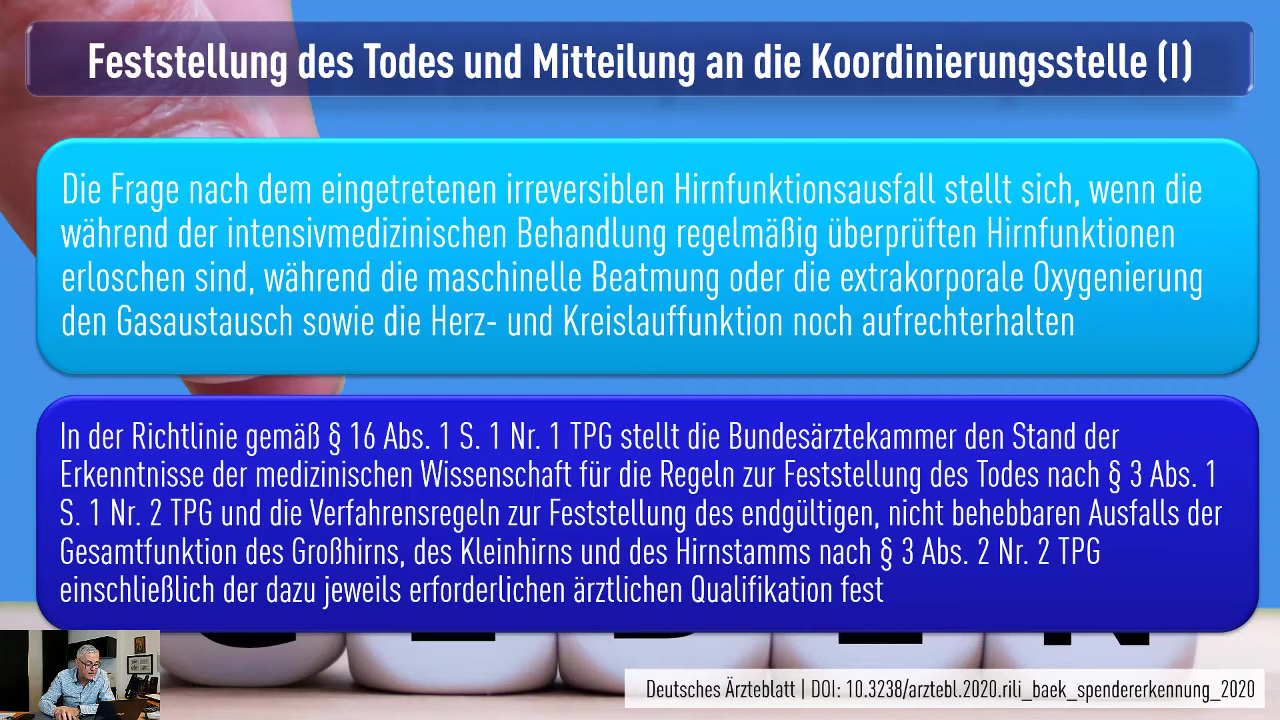 Feststellung des Todes und Mitteilung an die Koordinierungsstelle (I)
Die Frage nach dem eingetretenen irreversiblen Hirnfunktionsausfall stellt sich, wenn die
während der intensivmedizinischen Behandlung regelmäßig überprüften Hirnfunktionen
erloschen sind, während die maschinelle Beatmung oder die extrakorporale Oxygenierung
den Gasaustausch sowie die Herz- und Kreislauffunktion noch aufrechterhalten
In der Richtlinie gemäß § 16 Abs. 1 S. 1 Nr. 1 TPG stellt die Bundesärztekammer den Stand der
Erkenntnisse der medizinischen Wissenschaft für die Regeln zur Feststellung des Todes nach § 3 Abs. 1
S. 1 Nr. 2 TPG und die Verfahrensregeln zur Feststellung des endgültigen, nicht behebbaren Ausfalls der
Gesamtfunktion des Großhirns, des Kleinhirns und des Hirnstamms nach § 3 Abs. 2 Nr. 2 TPG
einschließlich der dazu jeweils erforderlichen ärztlichen Qualifikation fest
Deutsches Ärzteblatt | DOI: 10.3238/arztebl.2020.rili_baek_spendererkennung_2020